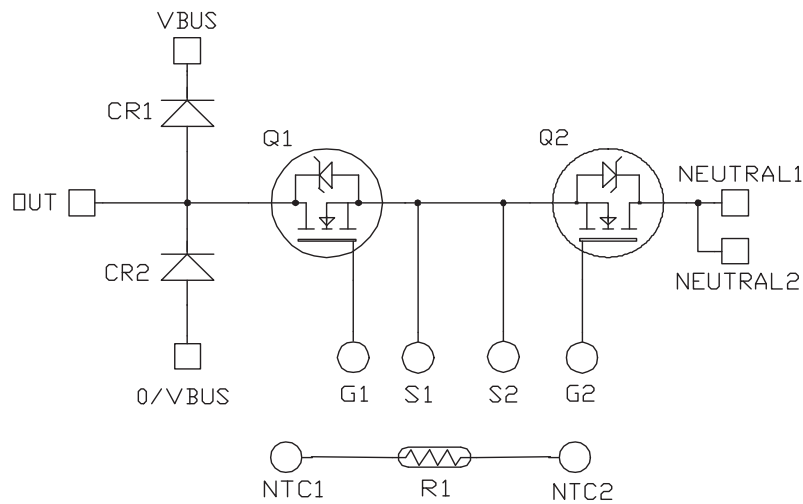 VBUS
CR1
Q1
Q2
OUT
NEUTRAL1
CR2
NEUTRAL2
0/VBUS
G1
S1
S2
G2
NTC1
R1
NTC2